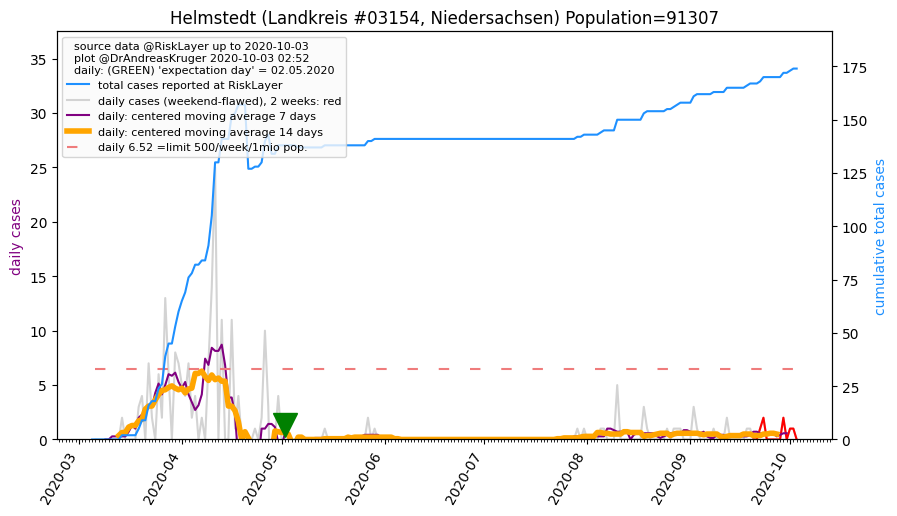 Helmstedt (Landkreis #03154, Niedersachsen) Population=91307
source data @RiskLayer up to 2020-10-03
plot @DrAndreasKruger 2020-10-03 02:52
daily: (GREEN) 'expectation day' = 02.05.2020
total cases reported at RiskLayer
daily cases (weekend-flawed), 2 weeks: red
daily: centered moving average 7 days
daily: centered moving average 14 days
daily 6.52 =limit 500/week/1mio pop.
daily cases
35
30
25
20
15
10
5
0
cumulative total cases
175
150
125
100
75
50
25
0
2020-03
2020-04
2020-05
2020-06
2020-07
2020-08
2020-09
2020-10